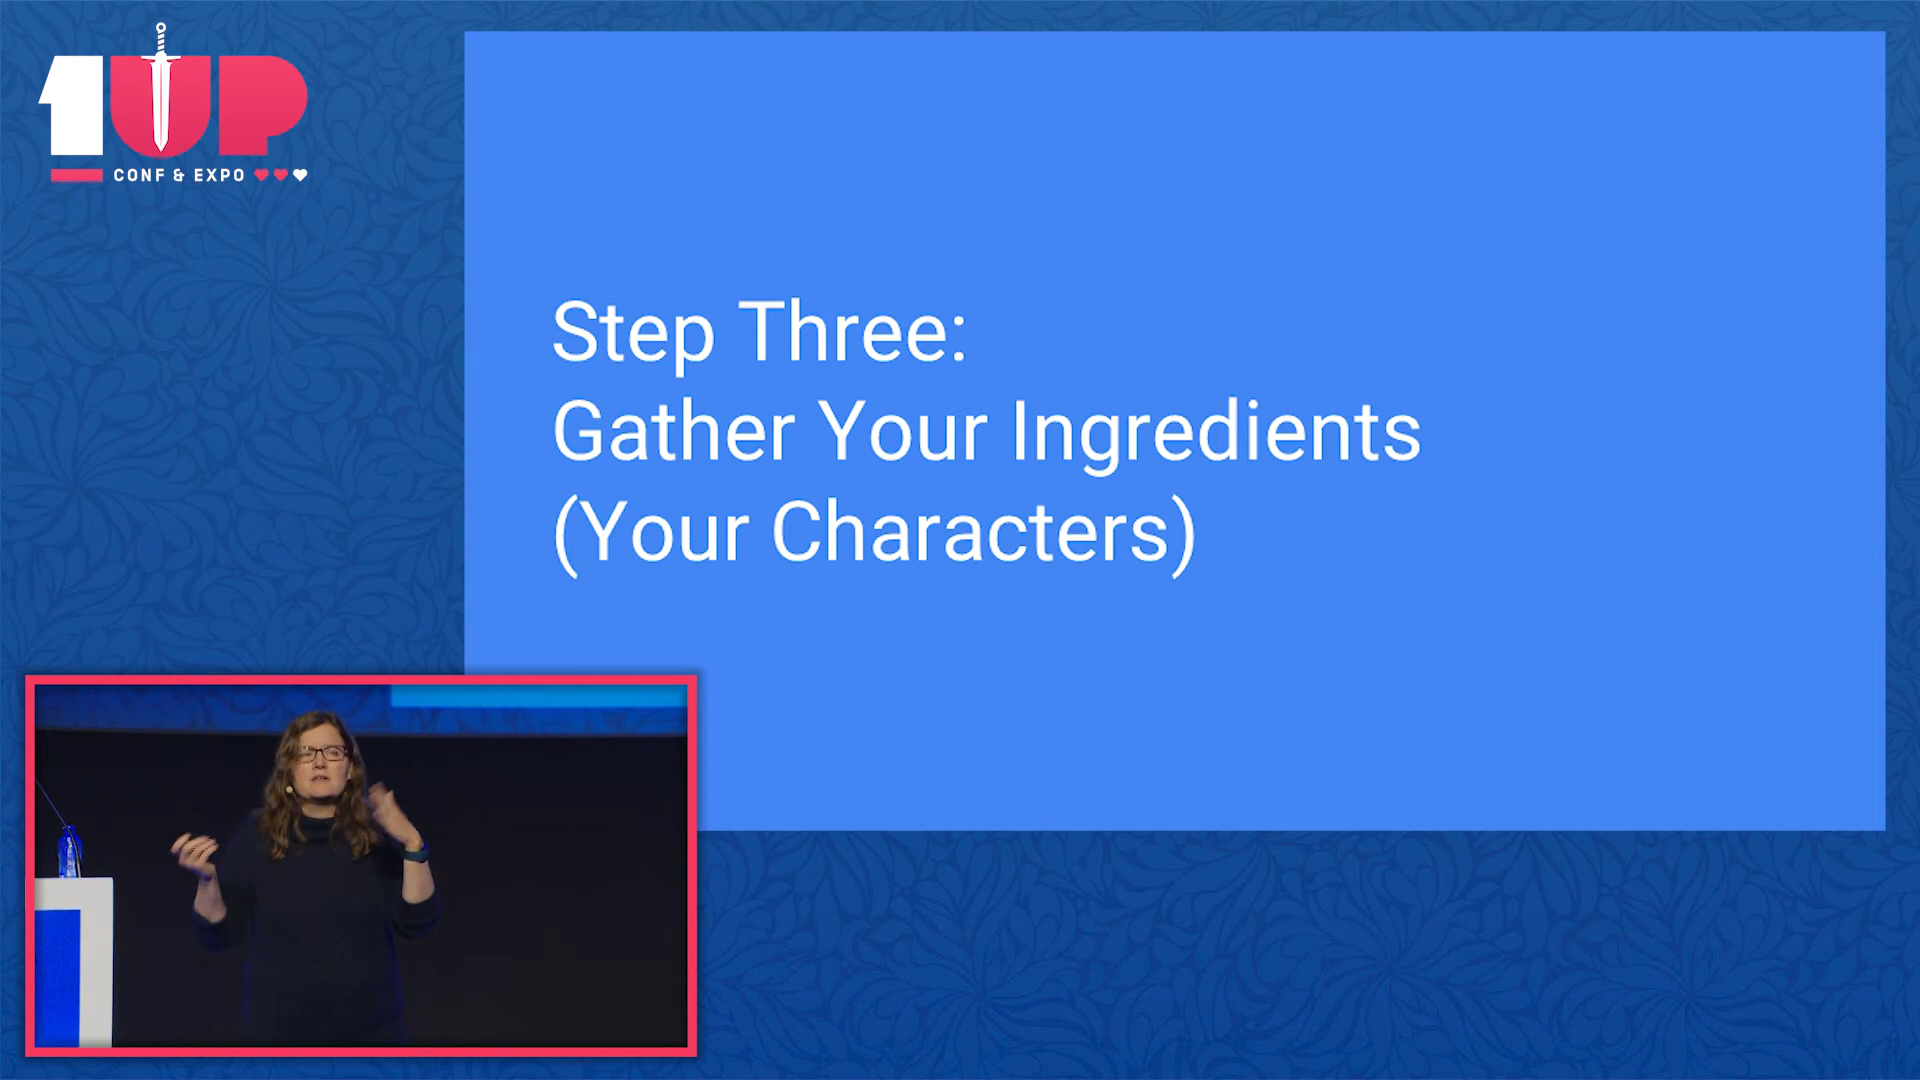 1UP
CONF & EXPO
Step Three:
Gather Your Ingredients
(Your Characters)